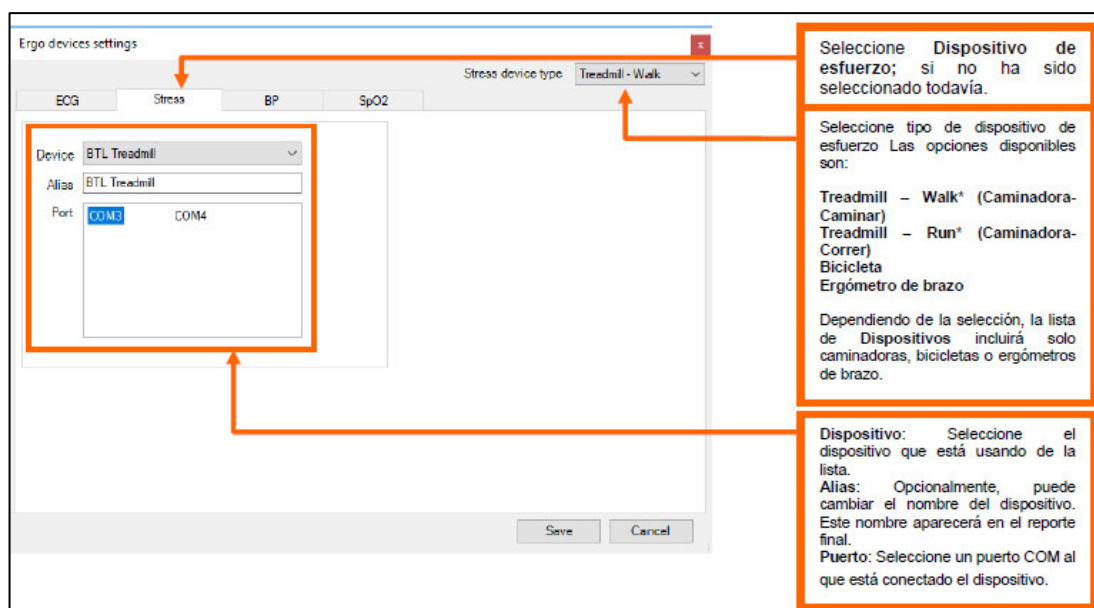 Ergo devices settings
x
Stress device type Treadmill - Walk
ECG Stress BP SpO2
Device BTL Treadmill
Alias BTL Treadmill
Port COM3 COM4
Save Cancel
Seleccione Dispositivo de
esfuerzo; si no ha sido
seleccionado todavía.
Seleccione tipo de dispositivo de
esfuerzo Las opciones disponibles
son:
Treadmill – Walk* (Caminadora-
Caminar)
Treadmill – Run* (Caminadora-
Correr)
Bicicleta
Ergómetro de brazo
Dependiendo de la selección, la lista
de Dispositivos incluirá solo
caminadoras, bicicletas o ergómetros
de brazo.
Dispositivo: Seleccione el
dispositivo que está usando de la
lista.
Alias: Opcionalmente, puede
cambiar el nombre del dispositivo.
Este nombre aparecerá en el reporte
final.
Puerto: Seleccione un puerto COM al
que está conectado el dispositivo.